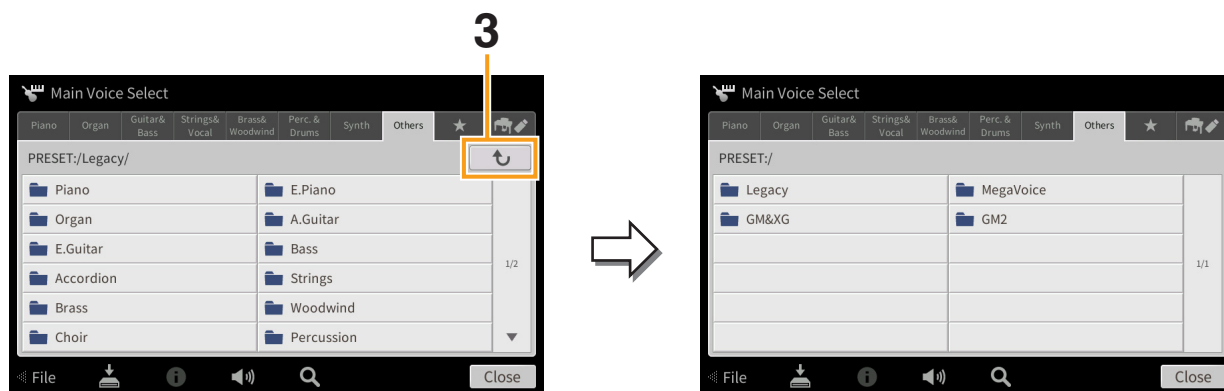 3
Main Voice Select
Piano Organ Guitar& Bass Strings& Vocal Brass& Woodwind Perc. & Drums Synth Others
PRESET:/Legacy/
Piano E.Piano
Organ A.Guitar
E.Guitar Bass
Accordion Strings
1/2
Brass Woodwind
Choir Percussion
File Close
Main Voice Select
Piano Organ Guitar& Bass Strings& Vocal Brass& Woodwind Perc. & Drums Synth Others
PRESET:/
Legacy MegaVoice
GM&XG GM2
1/1
File Close